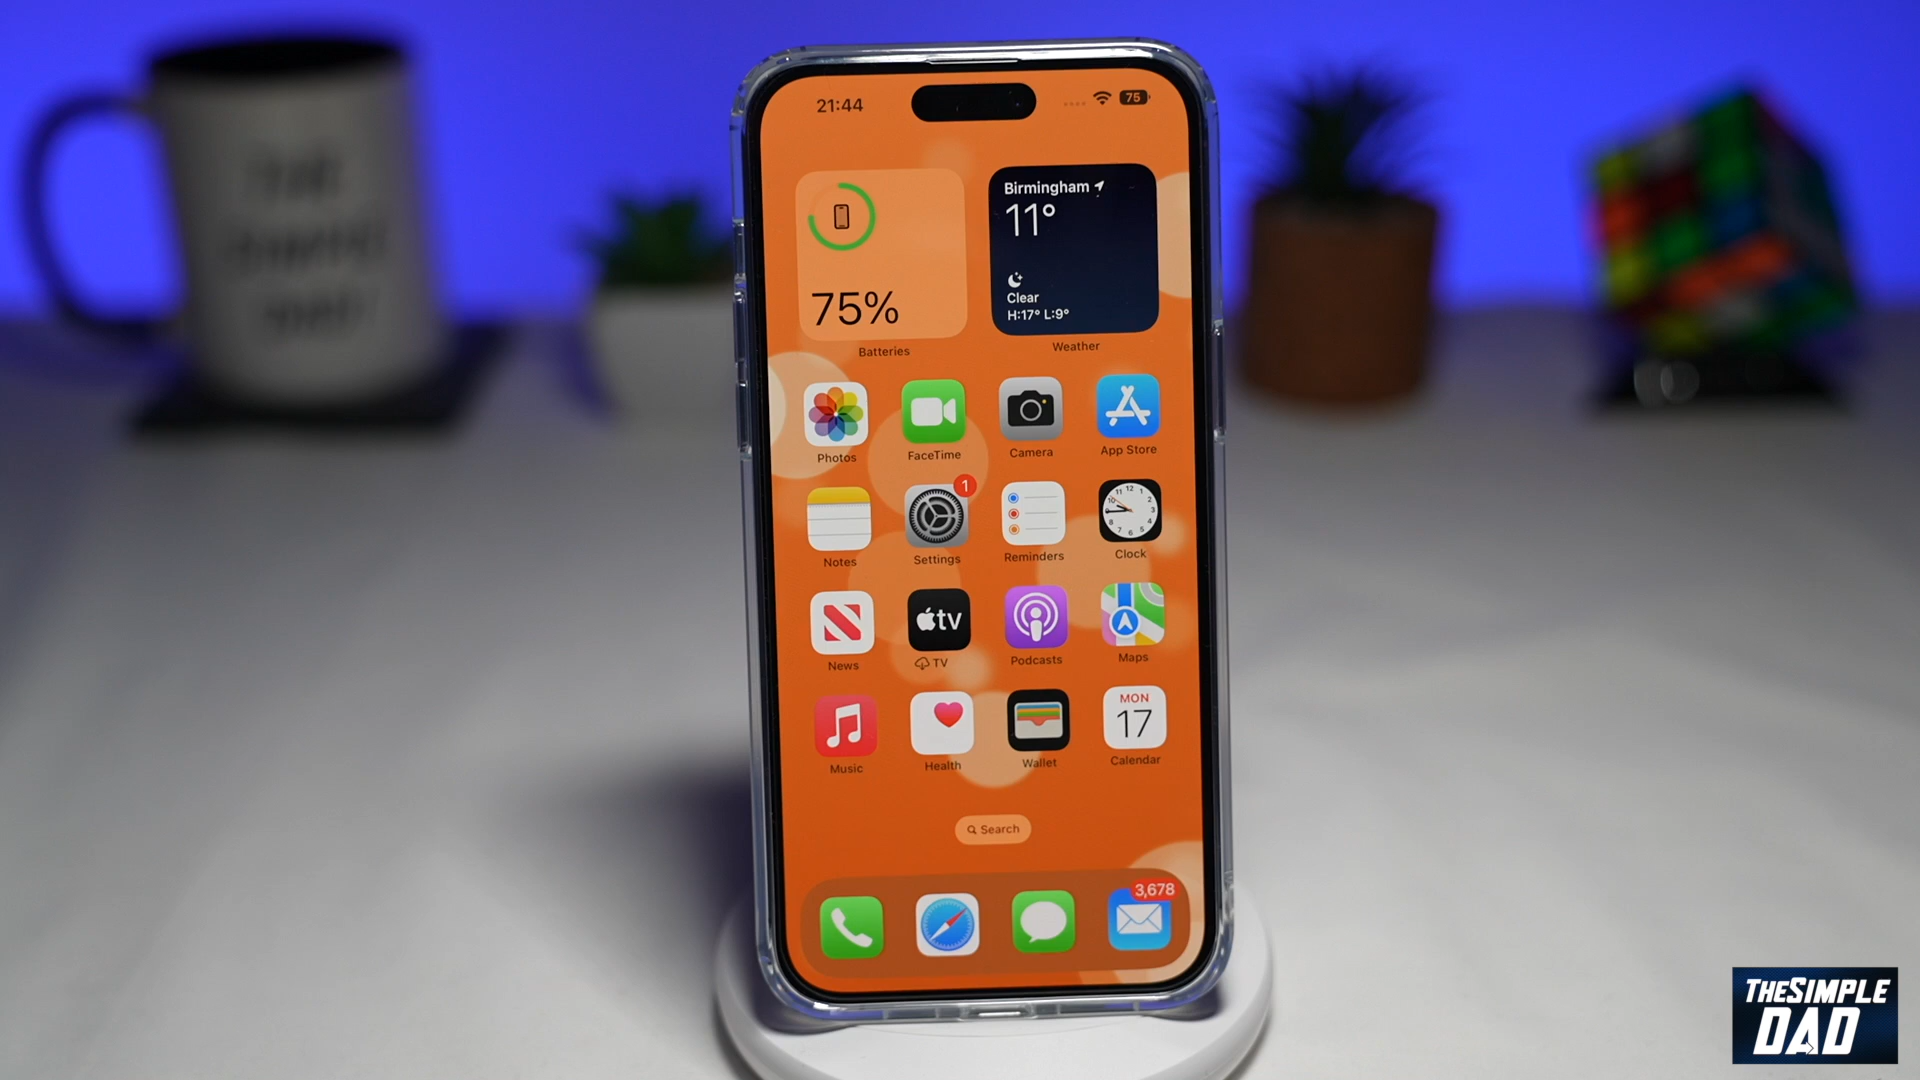 21:44
75
75%
Batteries
Birmingham
11°
Clear
H:17° L:9°
Weather
Photos
FaceTime
Camera
App Store
Notes
1
Settings
Reminders
Clock
News
tv
TV
Podcasts
Maps
Music
Health
Wallet
MON
17
Calendar
Search
3,678
THESIMPLE
DAD